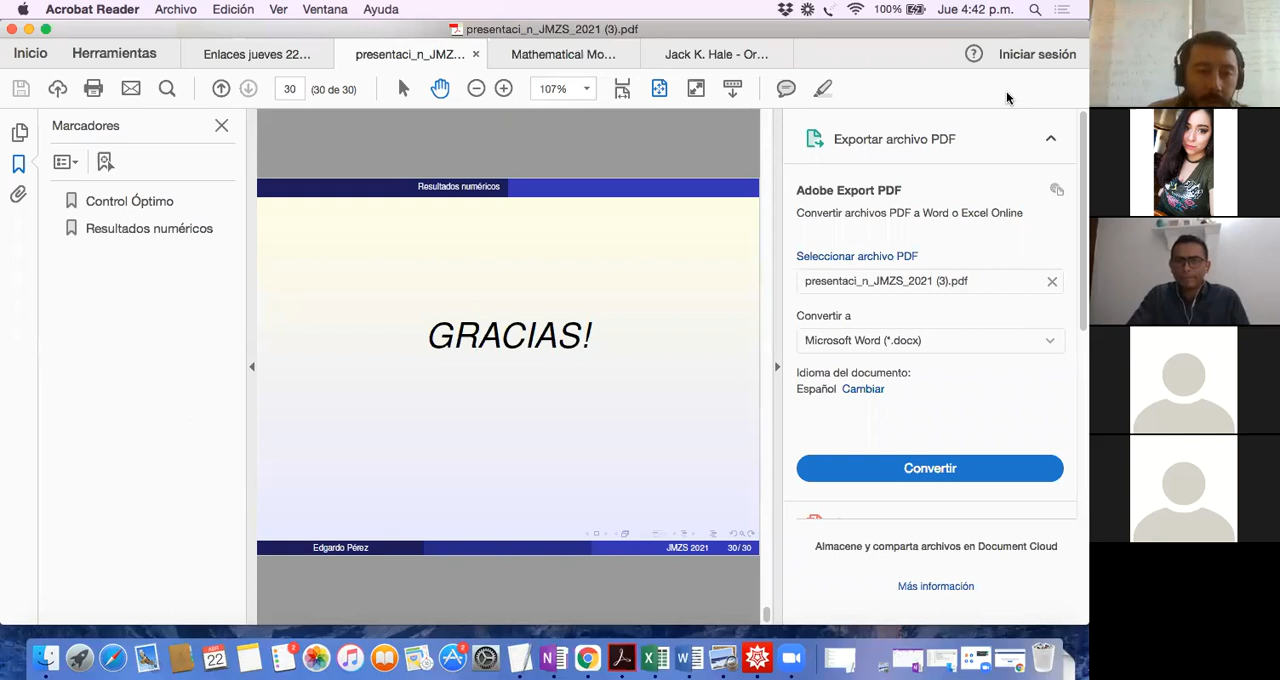 Acrobat Reader Archivo Edición Ver Ventana Ayuda 100% Jue 4:42 p.m.
presentaci_n_JMZS_2021 (3).pdf
Inicio Herramientas Enlaces jueves 22... presentaci_n_JMZ... × Mathematical Mo... Jack K. Hale - Or... Iniciar sesión
30 (30 de 30) 107%
Marcadores
Control Óptimo
Resultados numéricos
Resultados numéricos
GRACIAS!
Edgardo Pérez JMZS 2021 30/30
Exportar archivo PDF
Adobe Export PDF
Convertir archivos PDF a Word o Excel Online
Seleccionar archivo PDF
presentaci_n_JMZS_2021 (3).pdf
Convertir a
Microsoft Word (*.docx)
Idioma del documento:
Español Cambiar
Convertir
Almacene y comparta archivos en Document Cloud
Más información
ABR
22